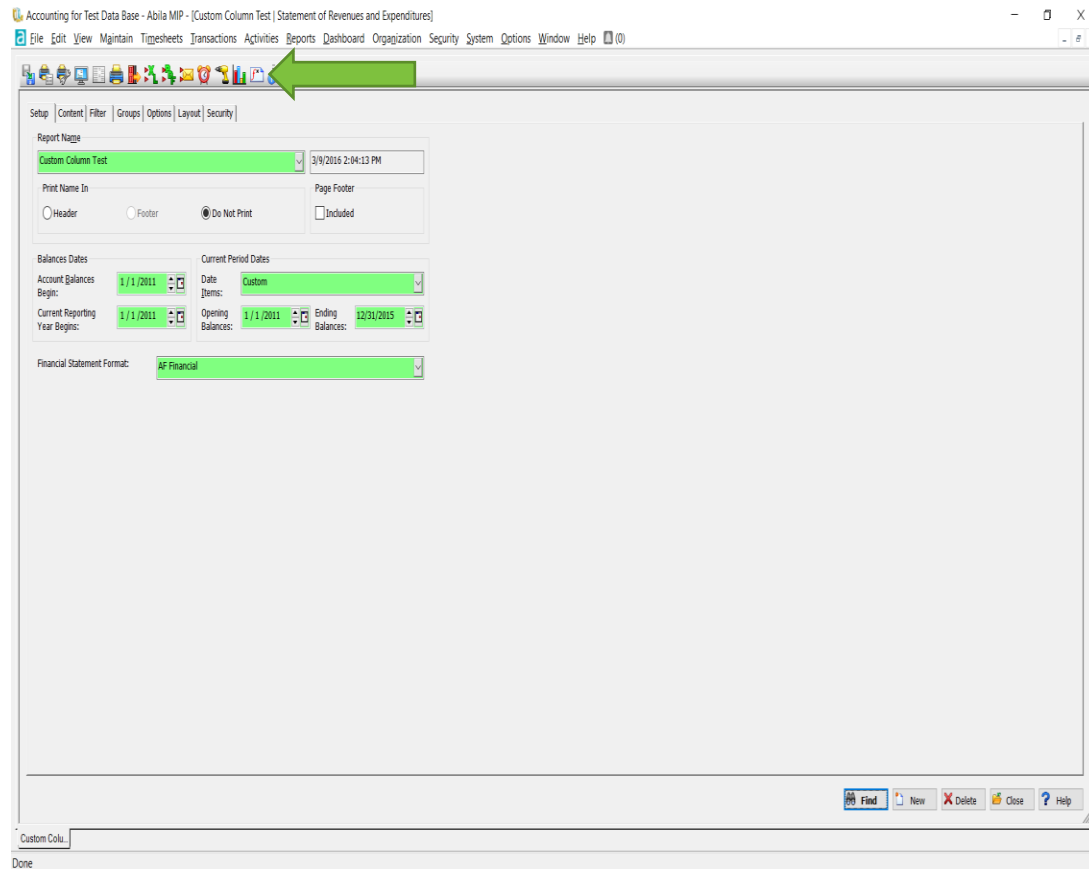 Accounting for Test Data Base - Abila MIP - [Custom Column Test | Statement of Revenues and Expenditures]
File Edit View Maintain Timesheets Transactions Activities Reports Dashboard Organization Security System Options Window Help (0)
Setup Content Filter Groups Options Layout Security
Report Name
Custom Column Test 3/9/2016 2:04:13 PM
Print Name In Page Footer
Header Footer Do Not Print Included
Balances Dates Current Period Dates
Account Balances Begin: 1/1/2011 Date Items: Custom
Current Reporting Year Begins: 1/1/2011 Opening Balances: 1/1/2011 Ending Balances: 12/31/2015
Financial Statement Format: AF Financial
Find New Delete Close Help
Custom Colu...
Done